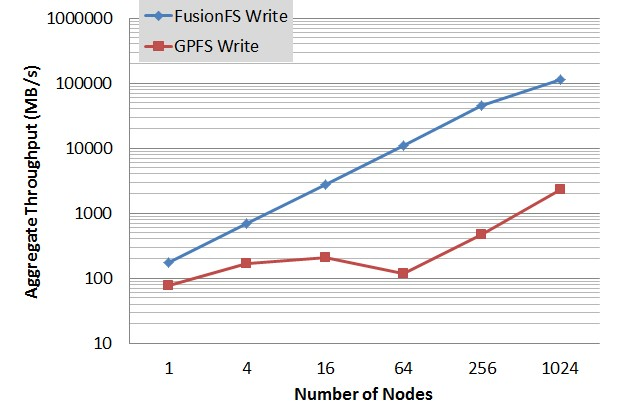 FusionFS Write
GPFS Write
1000000
100000
10000
1000
100
10
Aggregate Throughput (MB/s)
1 4 16 64 256 1024
Number of Nodes